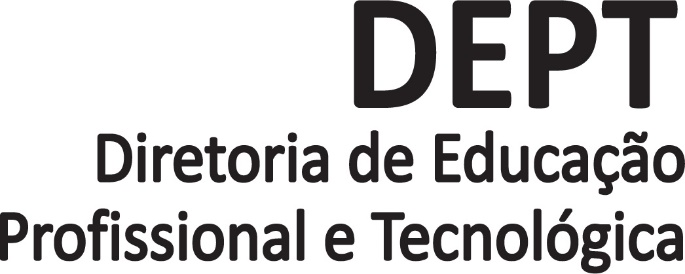 DEPT
Diretoria de Educação
Profissional e Tecnológica